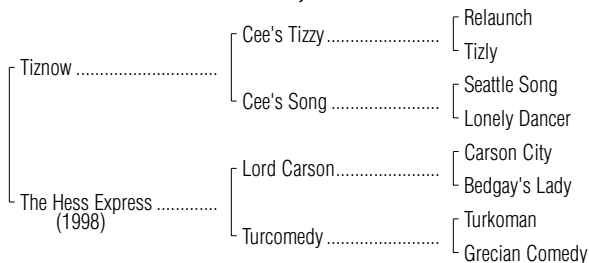 Relaunch
Cee's Tizzy ........................
Tizly
Tiznow ..............................
Seattle Song
Cee's Song .......................
Lonely Dancer
Carson City
Lord Carson......................
Bedgay's Lady
The Hess Express .............
(1998)
Turkoman
Turcomedy ........................
Grecian Comedy